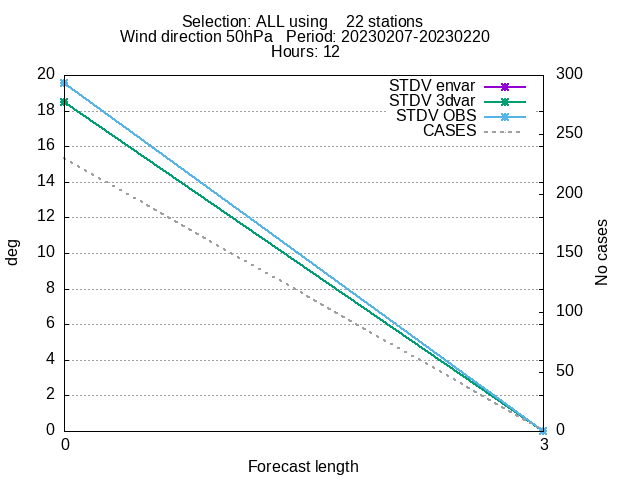 Selection: ALL using    22 stations
Wind direction 50hPa   Period: 20230207-20230220
Hours: 12
20
18
16
14
12
10
8
6
4
2
0
deg
STDV envar
STDV 3dvar
STDV OBS
CASES
300
250
200
150
100
50
0
No cases
0
3
Forecast length